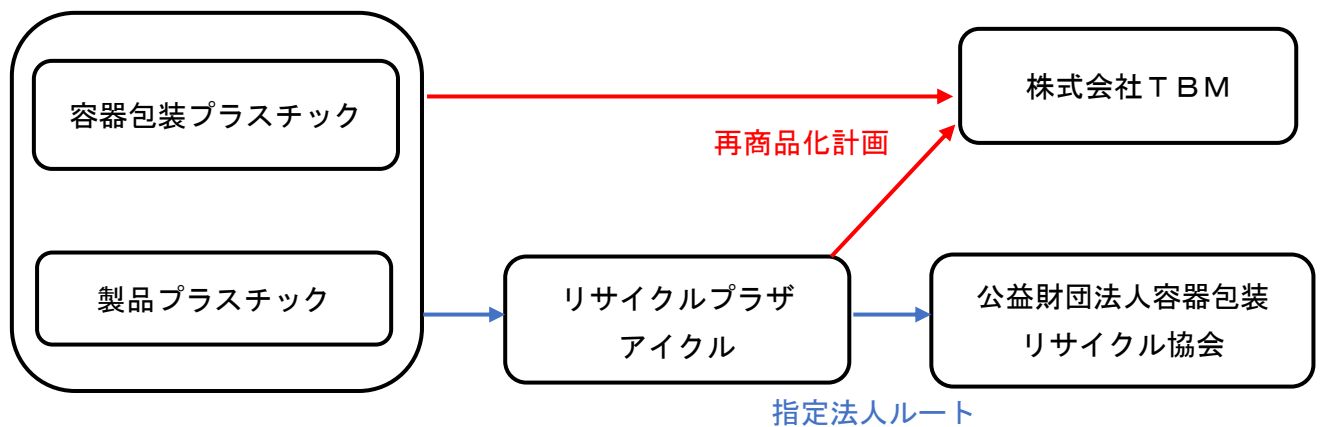 容器包装プラスチック
株式会社ＴＢＭ
再商品化計画
製品プラスチック
リサイクルプラザ
アイクル
公益財団法人容器包装
リサイクル協会
指定法人ルート